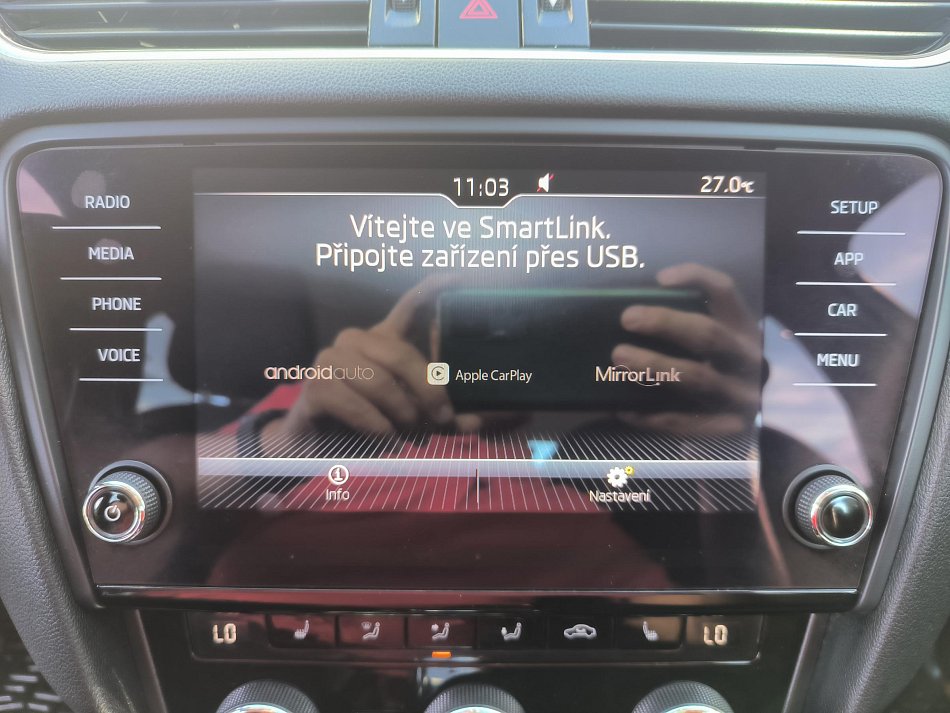 11:03
27.0°C
RADIO
MEDIA
PHONE
VOICE
Vítejte ve SmartLink.
Připojte zařízení přes USB.
SETUP
APP
CAR
MENU
androidauto
Apple CarPlay
MirrorLink
Info
Nastavení
LO
LO